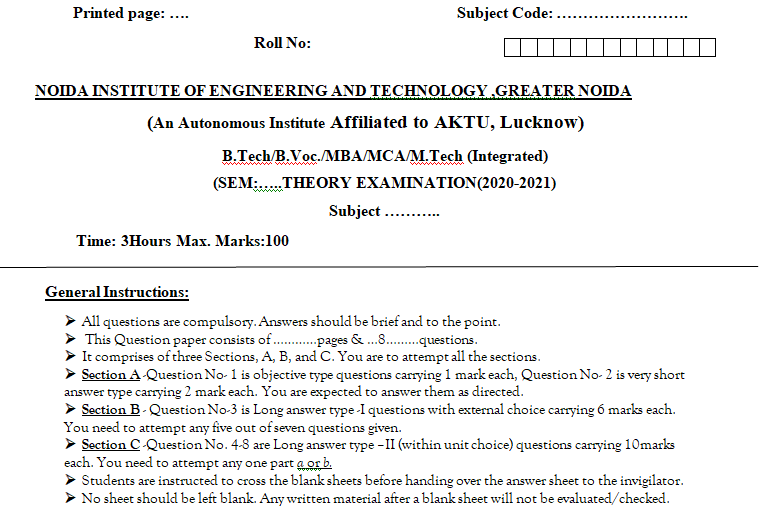 Printed page: ....
Subject Code: ........................
Roll No:
NOIDA INSTITUTE OF ENGINEERING AND TECHNOLOGY ,GREATER NOIDA
(An Autonomous Institute Affiliated to AKTU, Lucknow)
B.Tech/B.Voc./MBA/MCA/M.Tech (Integrated)
(SEM:.....THEORY EXAMINATION(2020-2021)
Subject ...........
Time: 3Hours Max. Marks:100
General Instructions:
➤ All questions are compulsory. Answers should be brief and to the point.
➤ This Question paper consists of ............pages & ...8.........questions.
➤ It comprises of three Sections, A, B, and C. You are to attempt all the sections.
➤ Section A -Question No- 1 is objective type questions carrying 1 mark each, Question No- 2 is very short
answer type carrying 2 mark each. You are expected to answer them as directed.
➤ Section B - Question No-3 is Long answer type -I questions with external choice carrying 6 marks each.
You need to attempt any five out of seven questions given.
➤ Section C -Question No. 4-8 are Long answer type –II (within unit choice) questions carrying 10marks
each. You need to attempt any one part a or b.
➤ Students are instructed to cross the blank sheets before handing over the answer sheet to the invigilator.
➤ No sheet should be left blank. Any written material after a blank sheet will not be evaluated/checked.